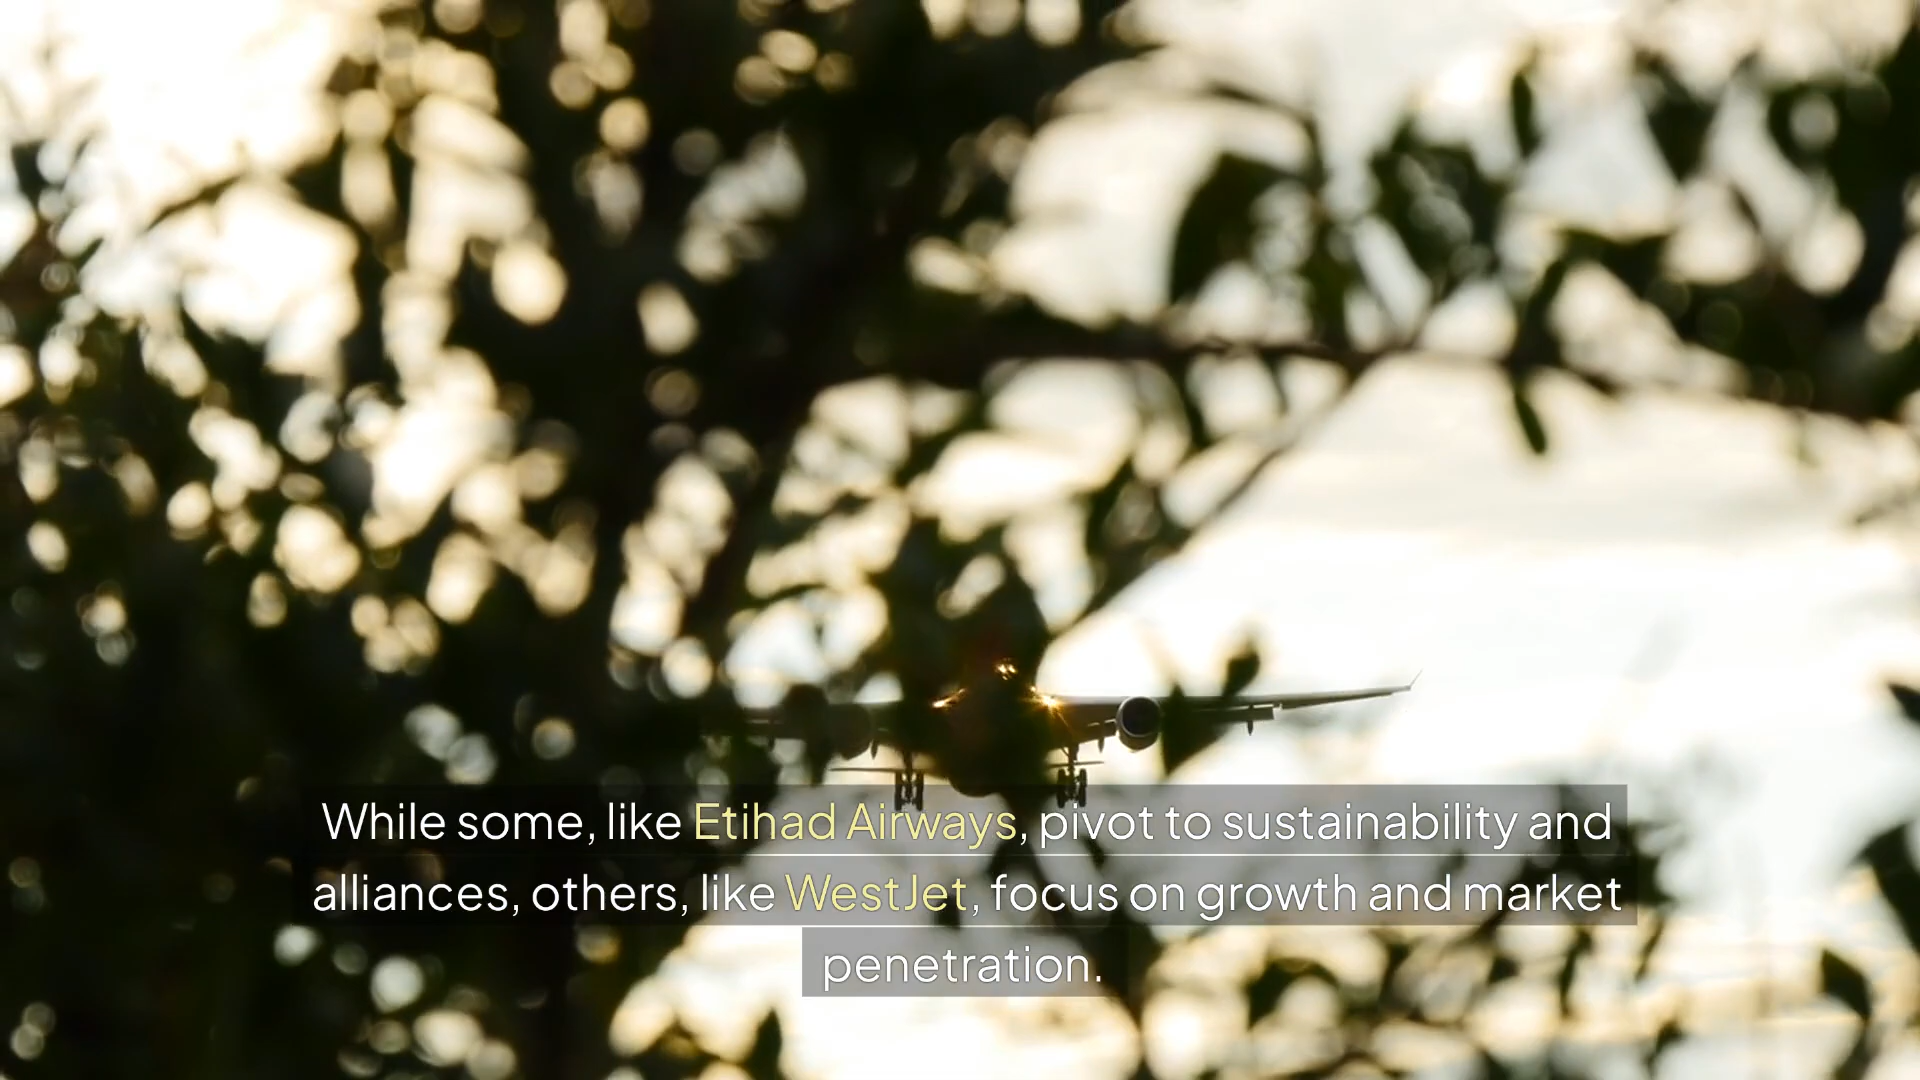 While some, like Etihad Airways, pivot to sustainability and
alliances, others, like WestJet, focus on growth and market
penetration.